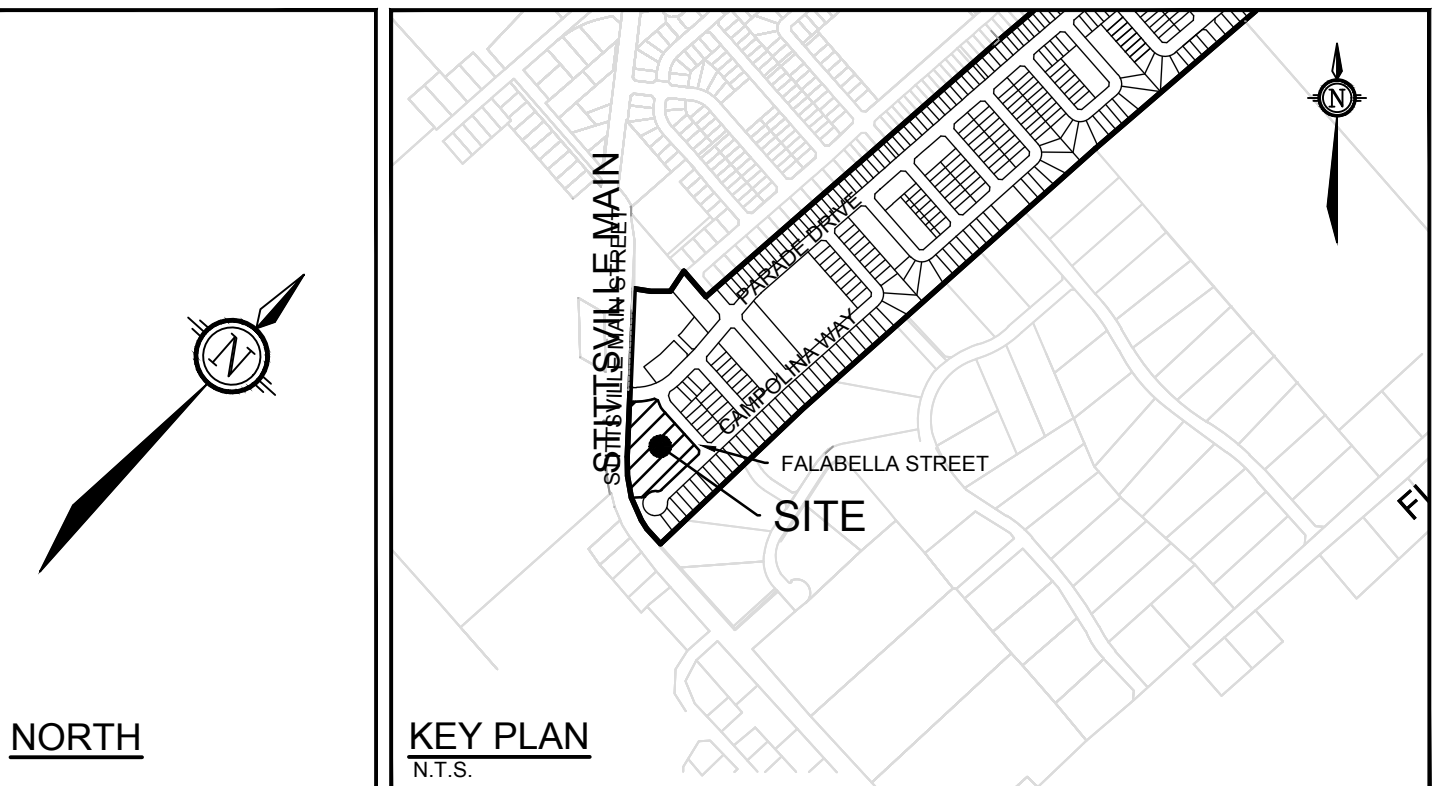 N
NORTH
N
STITTSVILLE MAIN
STITTSVILLE MAIN STREET
PARADE DRIVE
CAMPOLINA WAY
FALABELLA STREET
SITE
KEY PLAN
N.T.S.